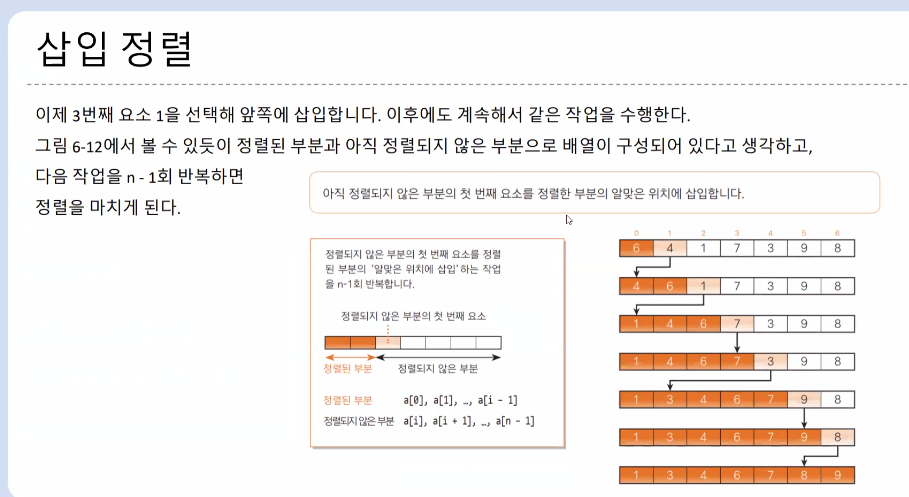 삽입 정렬
이제 3번째 요소 1을 선택해 앞쪽에 삽입합니다. 이후에도 계속해서 같은 작업을 수행한다.
그림 6-12에서 볼 수 있듯이 정렬된 부분과 아직 정렬되지 않은 부분으로 배열이 구성되어 있다고 생각하고,
다음 작업을 n - 1회 반복하면
정렬을 마치게 된다.
아직 정렬되지 않은 부분의 첫 번째 요소를 정렬한 부분의 알맞은 위치에 삽입합니다.
정렬되지 않은 부분의 첫 번째 요소를 정렬
된 부분의 '알맞은 위치에 삽입'하는 작업
을 n-1회 반복합니다.
정렬되지 않은 부분의 첫 번째 요소
정렬된 부분 정렬되지 않은 부분
정렬된 부분 a[0], a[1], …, a[i - 1]
정렬되지 않은 부분 a[i], a[i + 1], …, a[n - 1]
0 1 2 3 4 5 6
6 4 1 7 3 9 8
4 6 1 7 3 9 8
1 4 6 7 3 9 8
1 4 6 7 3 9 8
1 3 4 6 7 9 8
1 3 4 6 7 9 8
1 3 4 6 7 8 9